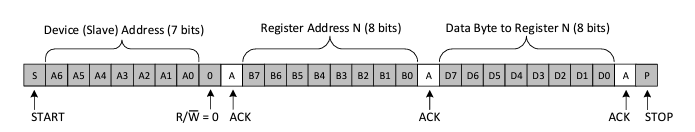 Device (Slave) Address (7 bits) Register Address N (8 bits) Data Byte to Register N (8 bits)
S A6 A5 A4 A3 A2 A1 A0 0 A B7 B6 B5 B4 B3 B2 B1 B0 A D7 D6 D5 D4 D3 D2 D1 D0 A P
START R/W̅ = 0 ACK ACK ACK STOP